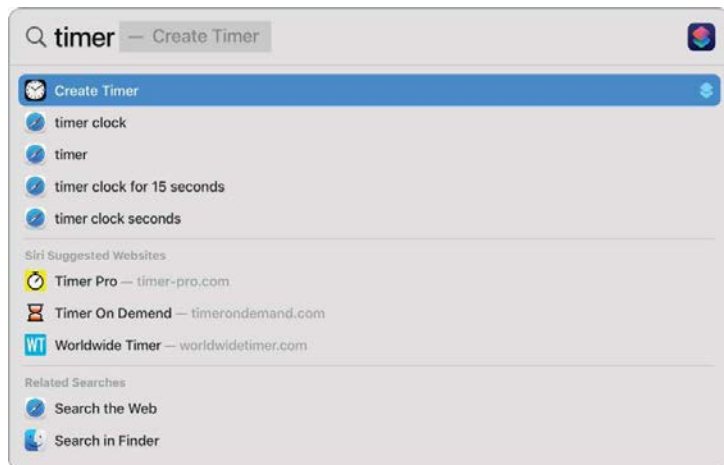 timer — Create Timer
Create Timer
timer clock
timer
timer clock for 15 seconds
timer clock seconds
Siri Suggested Websites
Timer Pro — timer-pro.com
Timer On Demend — timerondemand.com
WT Worldwide Timer — worldwidetimer.com
Related Searches
Search the Web
Search in Finder